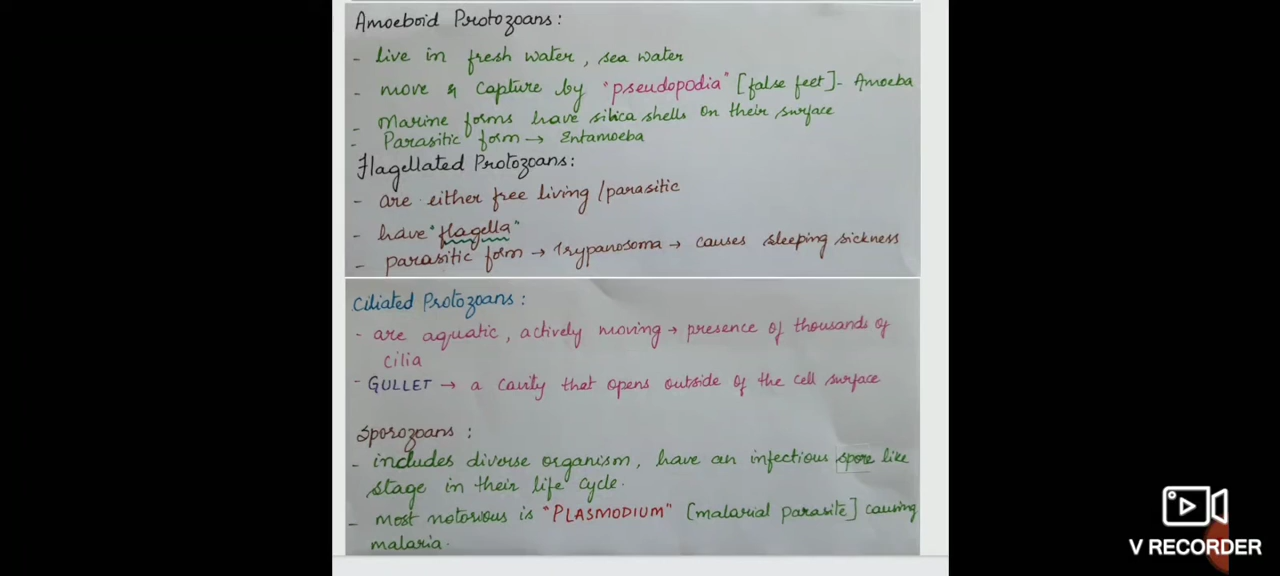 Amoeboid Protozoans:
- live in fresh water, sea water
- move & capture by "pseudopodia" [false feet]- Amoeba
- Marine forms have silica shells on their surface
- Parasitic form → Entamoeba
Flagellated Protozoans:
- are either free living/parasitic
- have "flagella"
- parasitic form → Trypanosoma → causes sleeping sickness
Ciliated Protozoans:
- are aquatic, actively moving → presence of thousands of
cilia
- GULLET → a cavity that opens outside of the cell surface
Sporozoans:
- includes diverse organism, have an infectious spore like
stage in their life cycle.
- most notorious is "PLASMODIUM" [malarial parasite] causing
malaria.
V RECORDER